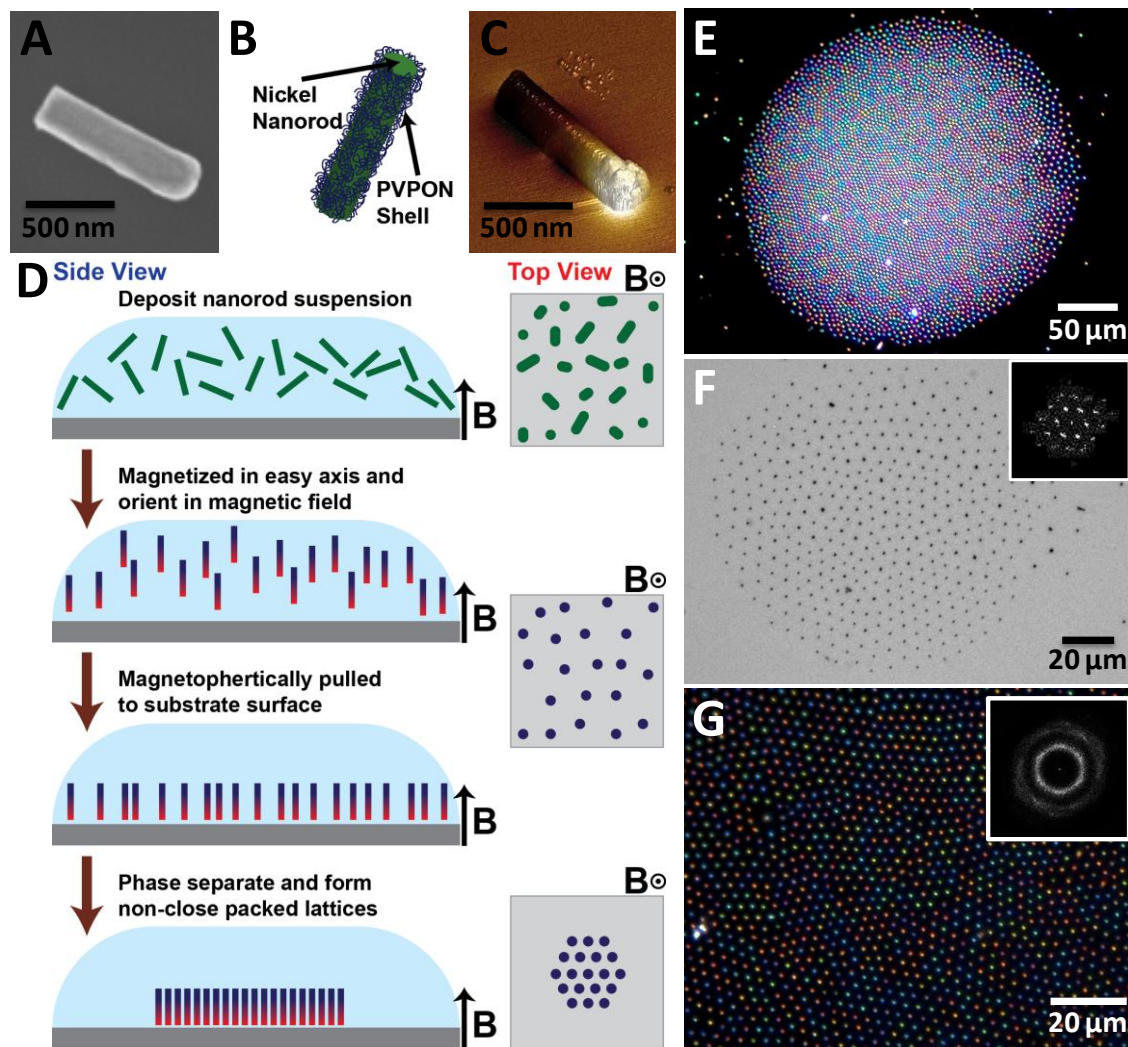 A
500 nm
B
Nickel
Nanorod
PVPON
Shell
C
500 nm
D
Side View
Top View
Deposit nanorod suspension
B
B⊙
Magnetized in easy axis and
orient in magnetic field
B
B⊙
Magnetophertically pulled
to substrate surface
B
Phase separate and form
non-close packed lattices
B
B⊙
E
50 µm
F
20 µm
G
20 µm